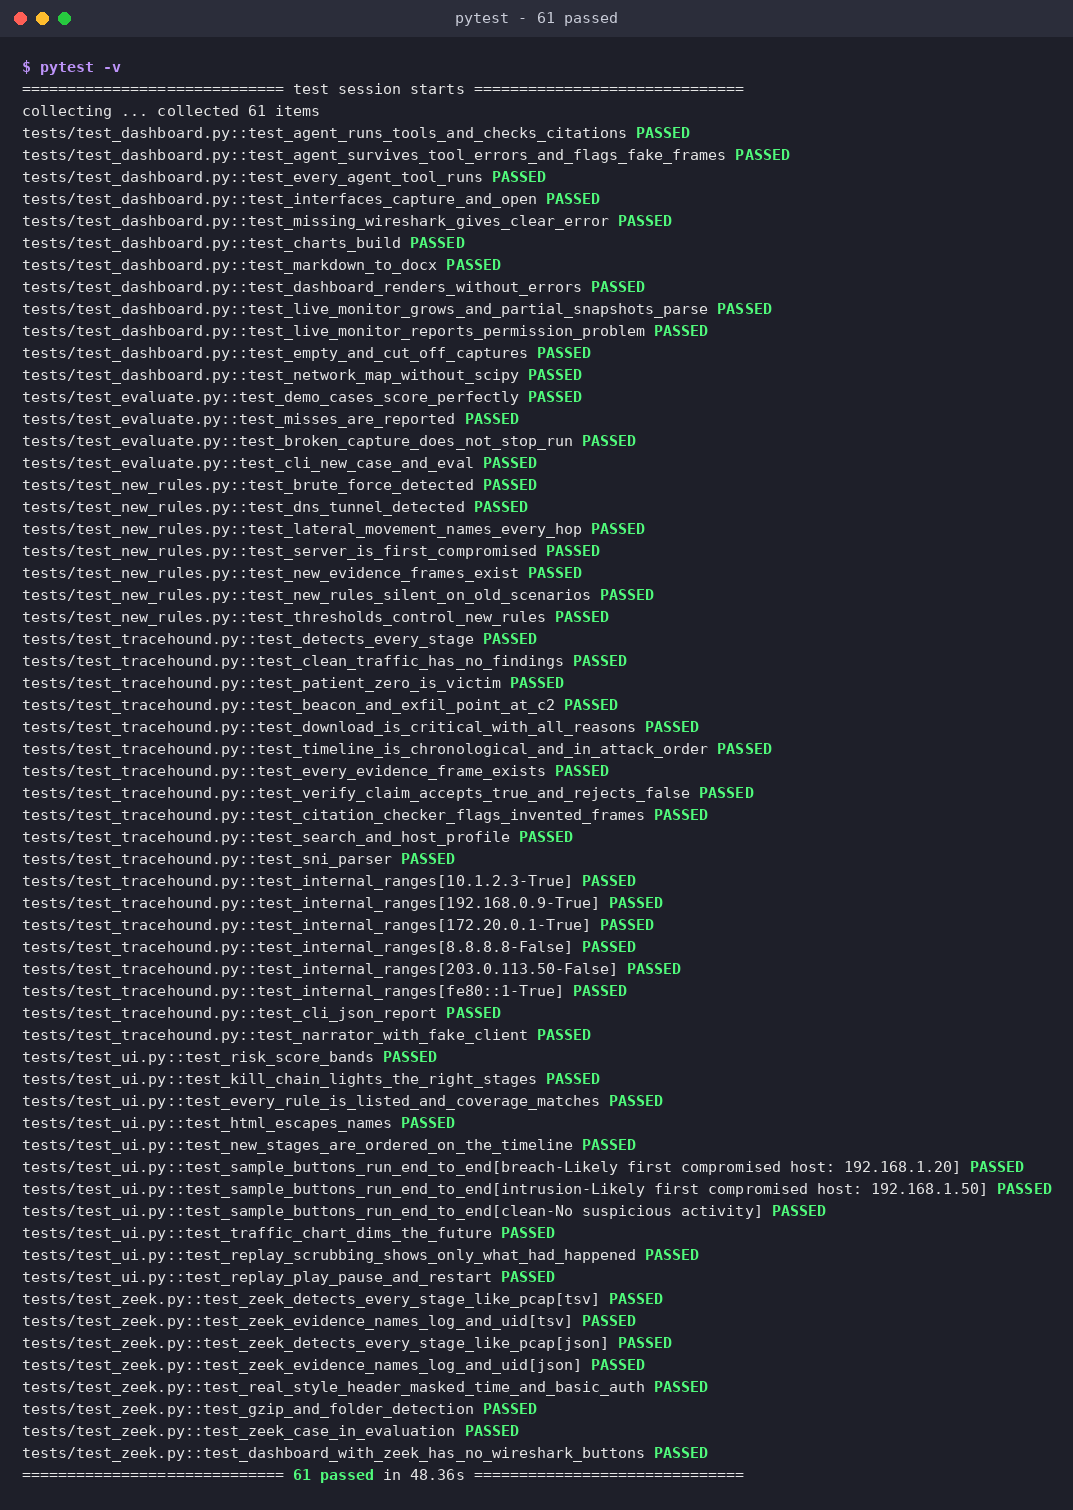 pytest - 61 passed
$ pytest -v
============================= test session starts ==============================
collecting ... collected 61 items
tests/test_dashboard.py::test_agent_runs_tools_and_checks_citations PASSED
tests/test_dashboard.py::test_agent_survives_tool_errors_and_flags_fake_frames PASSED
tests/test_dashboard.py::test_every_agent_tool_runs PASSED
tests/test_dashboard.py::test_interfaces_capture_and_open PASSED
tests/test_dashboard.py::test_missing_wireshark_gives_clear_error PASSED
tests/test_dashboard.py::test_charts_build PASSED
tests/test_dashboard.py::test_markdown_to_docx PASSED
tests/test_dashboard.py::test_dashboard_renders_without_errors PASSED
tests/test_dashboard.py::test_live_monitor_grows_and_partial_snapshots_parse PASSED
tests/test_dashboard.py::test_live_monitor_reports_permission_problem PASSED
tests/test_dashboard.py::test_empty_and_cut_off_captures PASSED
tests/test_dashboard.py::test_network_map_without_scipy PASSED
tests/test_evaluate.py::test_demo_cases_score_perfectly PASSED
tests/test_evaluate.py::test_misses_are_reported PASSED
tests/test_evaluate.py::test_broken_capture_does_not_stop_run PASSED
tests/test_evaluate.py::test_cli_new_case_and_eval PASSED
tests/test_new_rules.py::test_brute_force_detected PASSED
tests/test_new_rules.py::test_dns_tunnel_detected PASSED
tests/test_new_rules.py::test_lateral_movement_names_every_hop PASSED
tests/test_new_rules.py::test_server_is_first_compromised PASSED
tests/test_new_rules.py::test_new_evidence_frames_exist PASSED
tests/test_new_rules.py::test_new_rules_silent_on_old_scenarios PASSED
tests/test_new_rules.py::test_thresholds_control_new_rules PASSED
tests/test_tracehound.py::test_detects_every_stage PASSED
tests/test_tracehound.py::test_clean_traffic_has_no_findings PASSED
tests/test_tracehound.py::test_patient_zero_is_victim PASSED
tests/test_tracehound.py::test_beacon_and_exfil_point_at_c2 PASSED
tests/test_tracehound.py::test_download_is_critical_with_all_reasons PASSED
tests/test_tracehound.py::test_timeline_is_chronological_and_in_attack_order PASSED
tests/test_tracehound.py::test_every_evidence_frame_exists PASSED
tests/test_tracehound.py::test_verify_claim_accepts_true_and_rejects_false PASSED
tests/test_tracehound.py::test_citation_checker_flags_invented_frames PASSED
tests/test_tracehound.py::test_search_and_host_profile PASSED
tests/test_tracehound.py::test_sni_parser PASSED
tests/test_tracehound.py::test_internal_ranges[10.1.2.3-True] PASSED
tests/test_tracehound.py::test_internal_ranges[192.168.0.9-True] PASSED
tests/test_tracehound.py::test_internal_ranges[172.20.0.1-True] PASSED
tests/test_tracehound.py::test_internal_ranges[8.8.8.8-False] PASSED
tests/test_tracehound.py::test_internal_ranges[203.0.113.50-False] PASSED
tests/test_tracehound.py::test_internal_ranges[fe80::1-True] PASSED
tests/test_tracehound.py::test_cli_json_report PASSED
tests/test_tracehound.py::test_narrator_with_fake_client PASSED
tests/test_ui.py::test_risk_score_bands PASSED
tests/test_ui.py::test_kill_chain_lights_the_right_stages PASSED
tests/test_ui.py::test_every_rule_is_listed_and_coverage_matches PASSED
tests/test_ui.py::test_html_escapes_names PASSED
tests/test_ui.py::test_new_stages_are_ordered_on_the_timeline PASSED
tests/test_ui.py::test_sample_buttons_run_end_to_end[breach-Likely first compromised host: 192.168.1.20] PASSED
tests/test_ui.py::test_sample_buttons_run_end_to_end[intrusion-Likely first compromised host: 192.168.1.50] PASSED
tests/test_ui.py::test_sample_buttons_run_end_to_end[clean-No suspicious activity] PASSED
tests/test_ui.py::test_traffic_chart_dims_the_future PASSED
tests/test_ui.py::test_replay_scrubbing_shows_only_what_had_happened PASSED
tests/test_ui.py::test_replay_play_pause_and_restart PASSED
tests/test_zeek.py::test_zeek_detects_every_stage_like_pcap[tsv] PASSED
tests/test_zeek.py::test_zeek_evidence_names_log_and_uid[tsv] PASSED
tests/test_zeek.py::test_zeek_detects_every_stage_like_pcap[json] PASSED
tests/test_zeek.py::test_zeek_evidence_names_log_and_uid[json] PASSED
tests/test_zeek.py::test_real_style_header_masked_time_and_basic_auth PASSED
tests/test_zeek.py::test_gzip_and_folder_detection PASSED
tests/test_zeek.py::test_zeek_case_in_evaluation PASSED
tests/test_zeek.py::test_dashboard_with_zeek_has_no_wireshark_buttons PASSED
============================= 61 passed in 48.36s ==============================